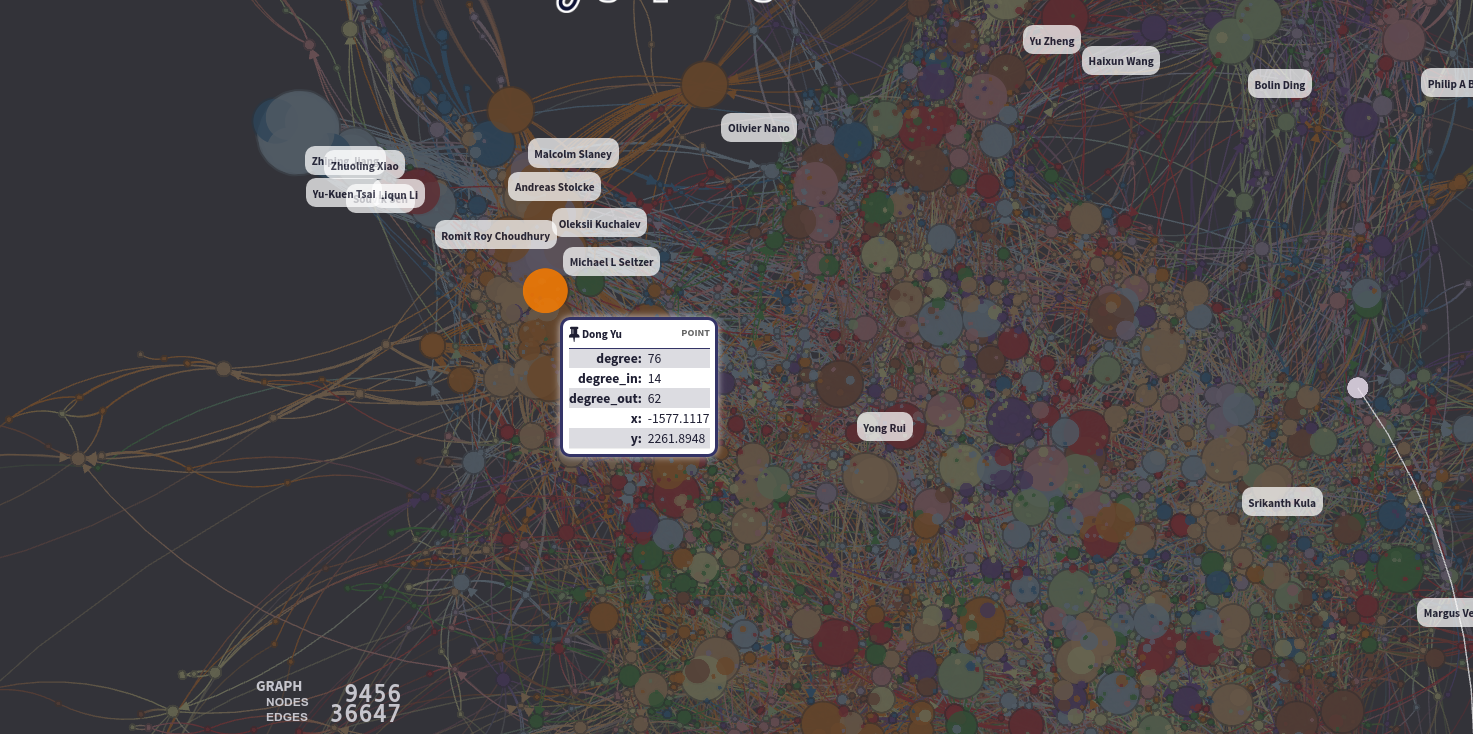 Yu Zheng
Haixun Wang
Bolin Ding
Philip A B
Olivier Nano
Malcolm Slaney
Zhuoling Xiao
Andreas Stolcke
Yu-Kuen Tsai
Liqun Li
Oleksii Kuchaiev
Romit Roy Choudhury
Michael L Seltzer
Dong Yu POINT
degree: 76
degree_in: 14
degree_out: 62
x: -1577.1117
y: 2261.8948
Yong Rui
Srikanth Kula
Margus Ve
GRAPH
NODES 9456
EDGES 36647